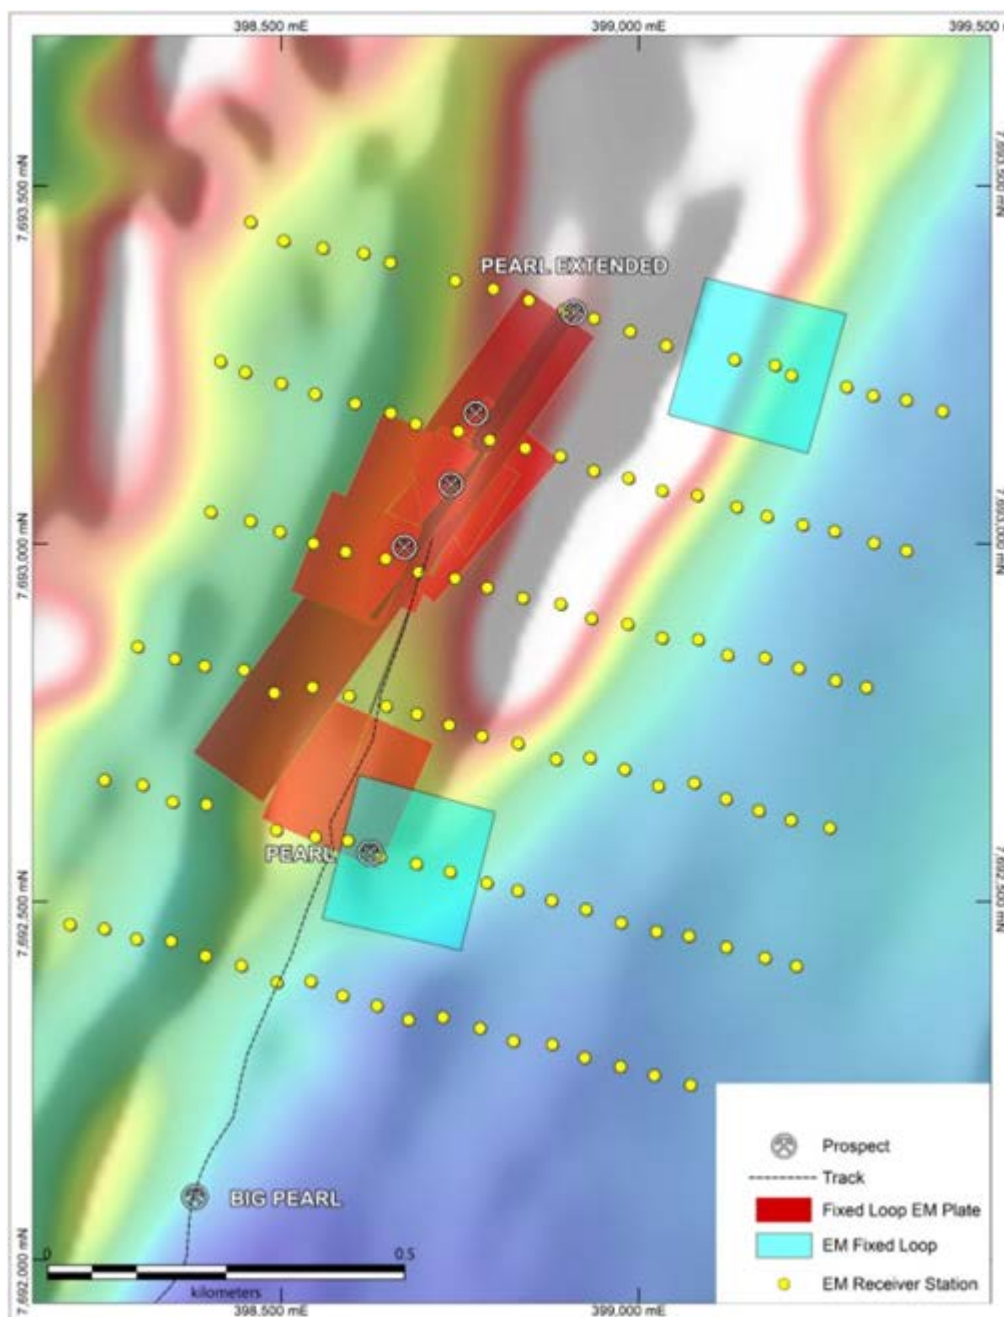 398,500 mE
399,000 mE
399,500 m
7,693,500 mN
7,693,500 mN
PEARL EXTENDED
7,693,000 mN
7,693,000 mN
PEARL
7,692,500 mN
7,692,500 mN
BIG PEARL
7,692,000 mN
0
0.5
kilometers
Prospect
Track
Fixed Loop EM Plate
EM Fixed Loop
EM Receiver Station
398,500 mE
399,000 mE